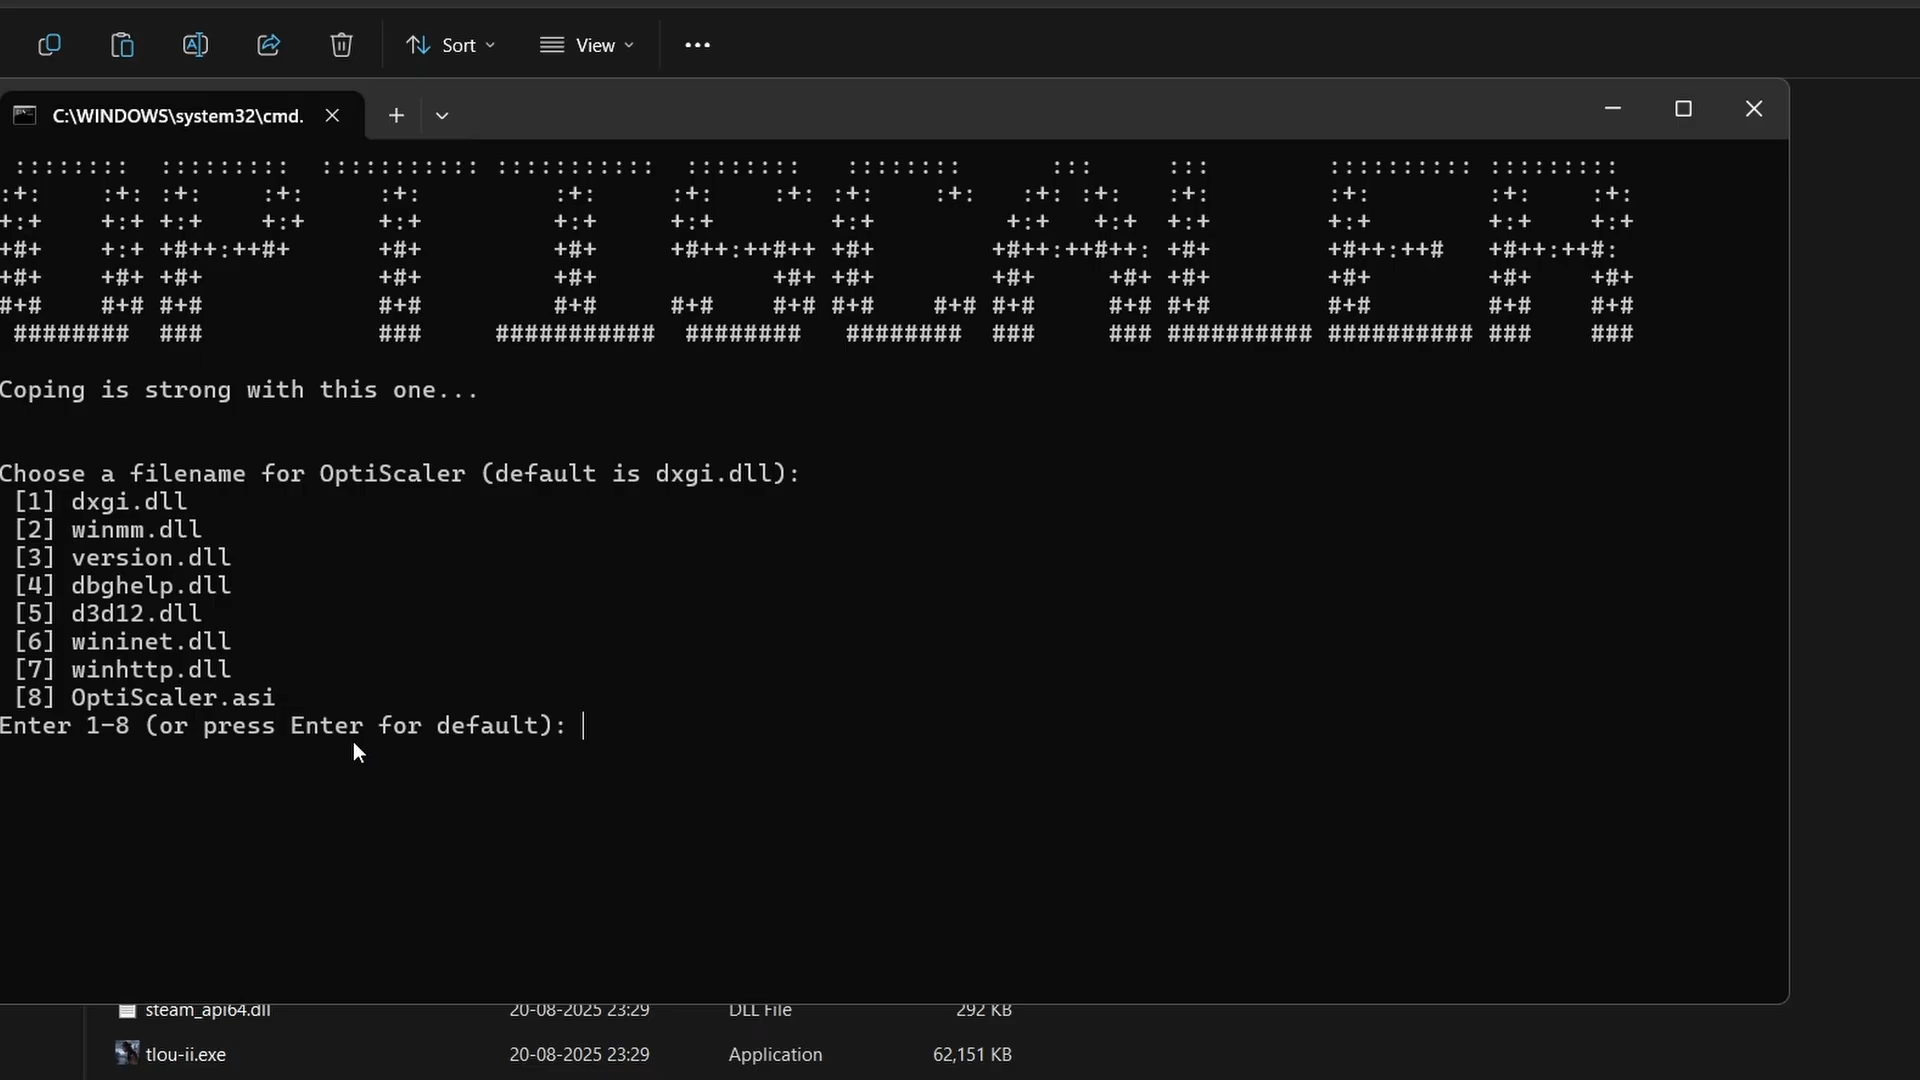 Sort
View
C:\WINDOWS\system32\cmd.
OPTISCALER
Coping is strong with this one...
Choose a filename for OptiScaler (default is dxgi.dll):
[1] dxgi.dll
[2] winmm.dll
[3] version.dll
[4] dbghelp.dll
[5] d3d12.dll
[6] wininet.dll
[7] winhttp.dll
[8] OptiScaler.asi
Enter 1-8 (or press Enter for default):
steam_api64.dll 20-08-2025 23:29 DLL File 292 KB
tlou-ii.exe 20-08-2025 23:29 Application 62,151 KB